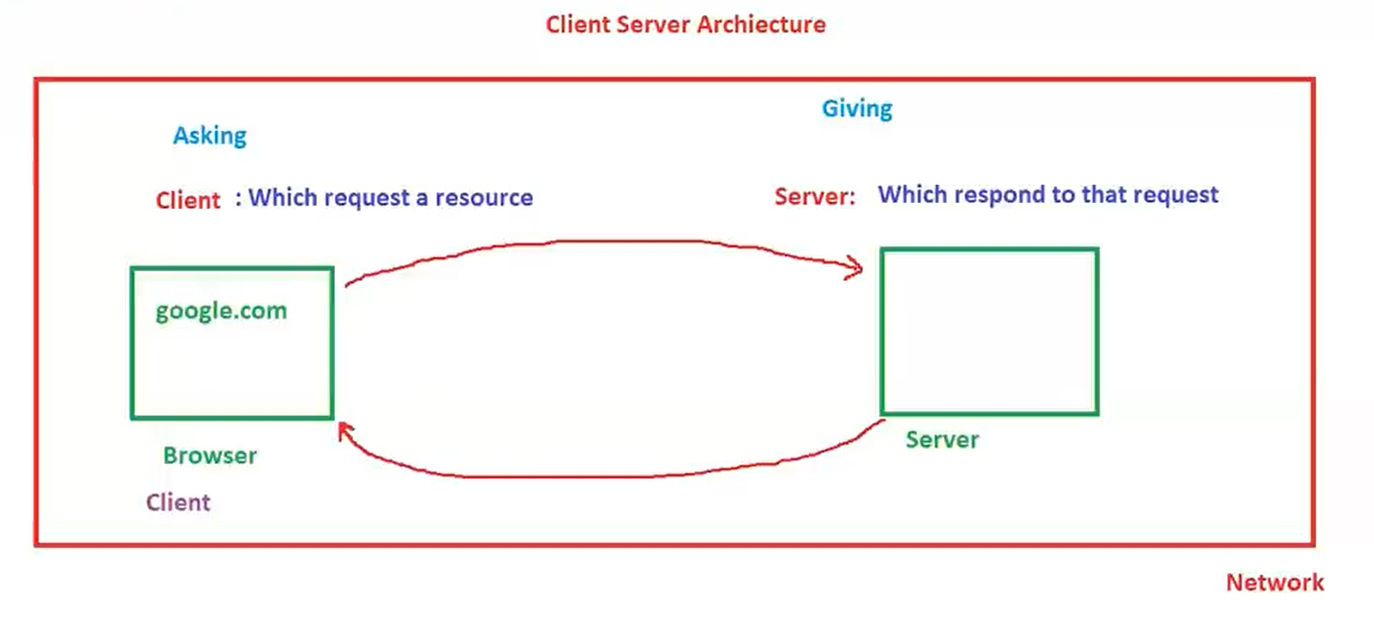 Client Server Archiecture
Giving
Asking
Client : Which request a resource
Server: Which respond to that request
google.com
Browser
Server
Client
Network